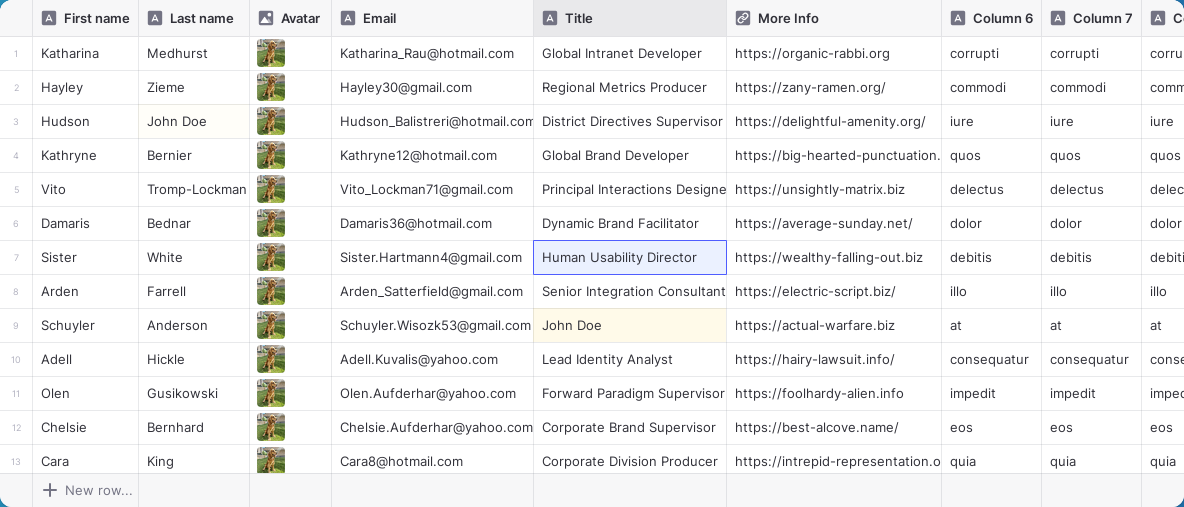 First name Last name Avatar Email Title More Info Column 6 Column 7
1 Katharina Medhurst Katharina_Rau@hotmail.com Global Intranet Developer https://organic-rabbi.org corrupti corrupti corru
2 Hayley Zieme Hayley30@gmail.com Regional Metrics Producer https://zany-ramen.org/ commodi commodi comm
3 Hudson John Doe Hudson_Balistreri@hotmail.com District Directives Supervisor https://delightful-amenity.org/ iure iure iure
4 Kathryne Bernier Kathryne12@hotmail.com Global Brand Developer https://big-hearted-punctuation. quos quos quos
5 Vito Tromp-Lockman Vito_Lockman71@gmail.com Principal Interactions Designe https://unsightly-matrix.biz delectus delectus delec
6 Damaris Bednar Damaris36@hotmail.com Dynamic Brand Facilitator https://average-sunday.net/ dolor dolor dolor
7 Sister White Sister.Hartmann4@gmail.com Human Usability Director https://wealthy-falling-out.biz debitis debitis debiti
8 Arden Farrell Arden_Satterfield@gmail.com Senior Integration Consultant https://electric-script.biz/ illo illo illo
9 Schuyler Anderson Schuyler.Wisozk53@gmail.com John Doe https://actual-warfare.biz at at at
10 Adell Hickle Adell.Kuvalis@yahoo.com Lead Identity Analyst https://hairy-lawsuit.info/ consequatur consequatur conse
11 Olen Gusikowski Olen.Aufderhar@yahoo.com Forward Paradigm Supervisor https://foolhardy-alien.info impedit impedit imped
12 Chelsie Bernhard Chelsie.Aufderhar@yahoo.com Corporate Brand Supervisor https://best-alcove.name/ eos eos eos
13 Cara King Cara8@hotmail.com Corporate Division Producer https://intrepid-representation.o quia quia quia
New row...